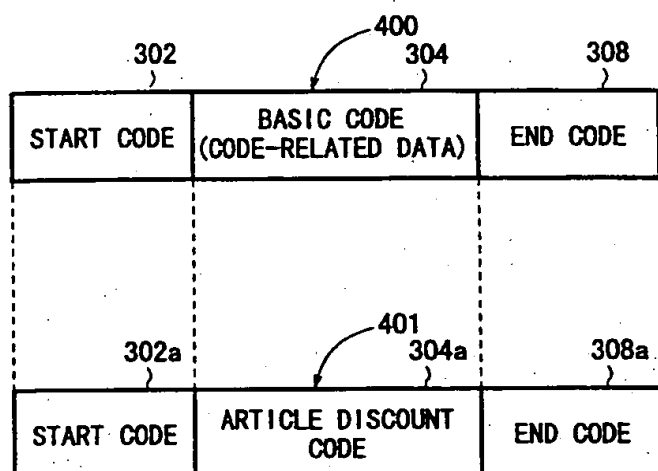 400
302 304 308
START CODE BASIC CODE END CODE
(CODE-RELATED DATA)
401
302a 304a 308a
START CODE ARTICLE DISCOUNT END CODE
CODE